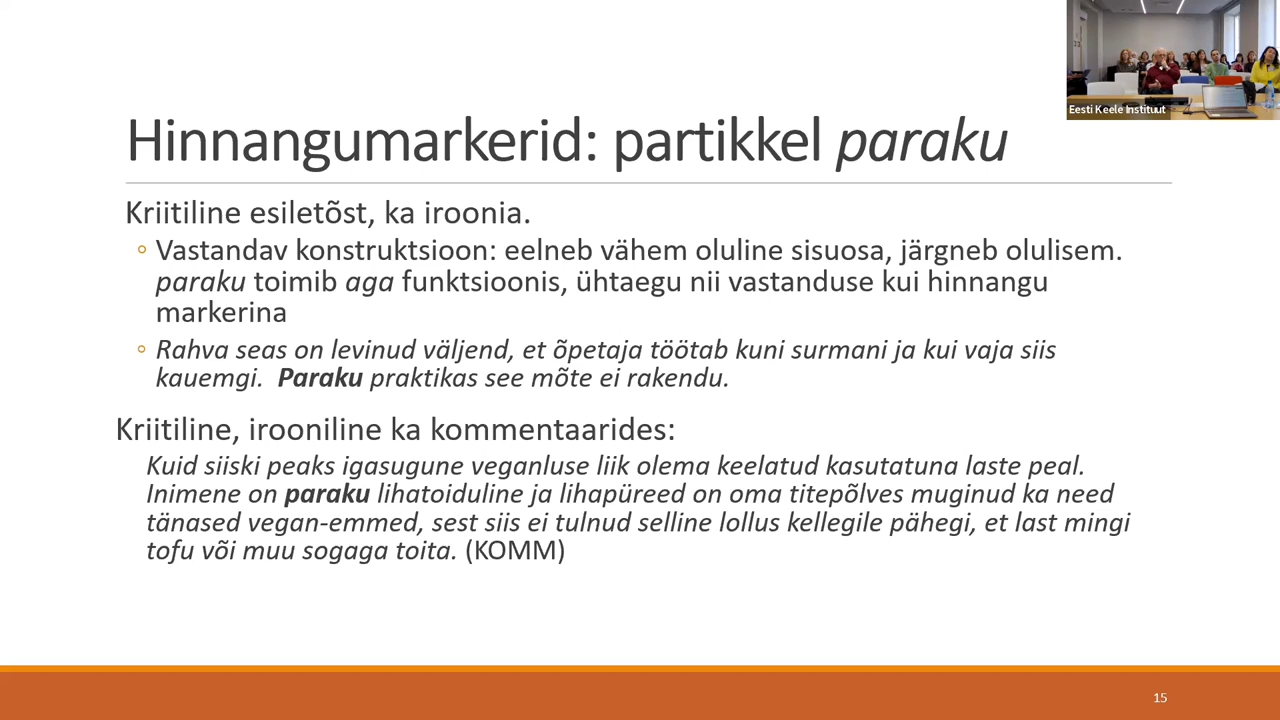 Eesti Keele Instituut
Hinnangumarkerid: partikkel paraku
Kriitiline esiletõst, ka iroonia.
◦ Vastandav konstruktsioon: eelneb vähem oluline sisuosa, järgneb olulisem.
paraku toimib aga funktsioonis, ühtaegu nii vastanduse kui hinnangu
markerina
◦ Rahva seas on levinud väljend, et õpetaja töötab kuni surmani ja kui vaja siis
kauemgi. Paraku praktikas see mõte ei rakendu.
Kriitiline, irooniline ka kommentaarides:
Kuid siiski peaks igasugune veganluse liik olema keelatud kasutatuna laste peal.
Inimene on paraku lihatoiduline ja lihapüreed on oma titepõlves muginud ka need
tänased vegan-emmed, sest siis ei tulnud selline lollus kellegile pähegi, et last mingi
tofu või muu sogaga toita. (KOMM)
15